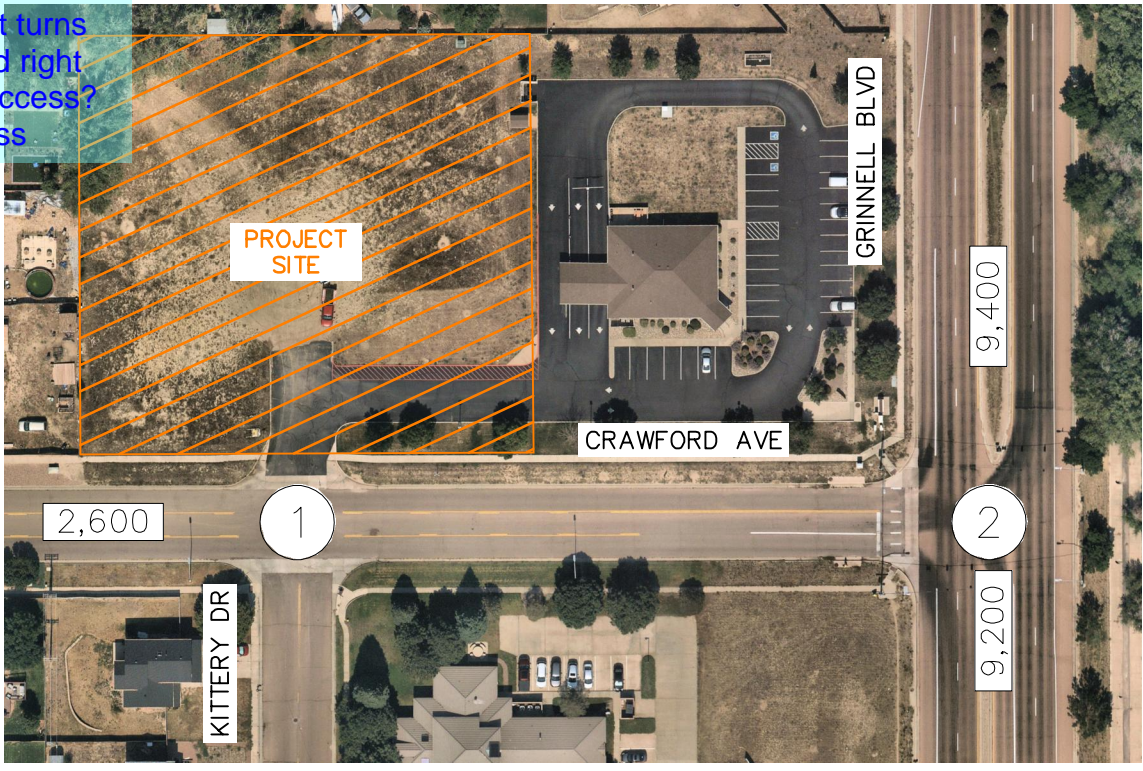 t turns
d right
ccess?
ss
GRINNELL BLVD
PROJECT
SITE
9,400
CRAWFORD AVE
2,600
1
2
KITTERY DR
9,200